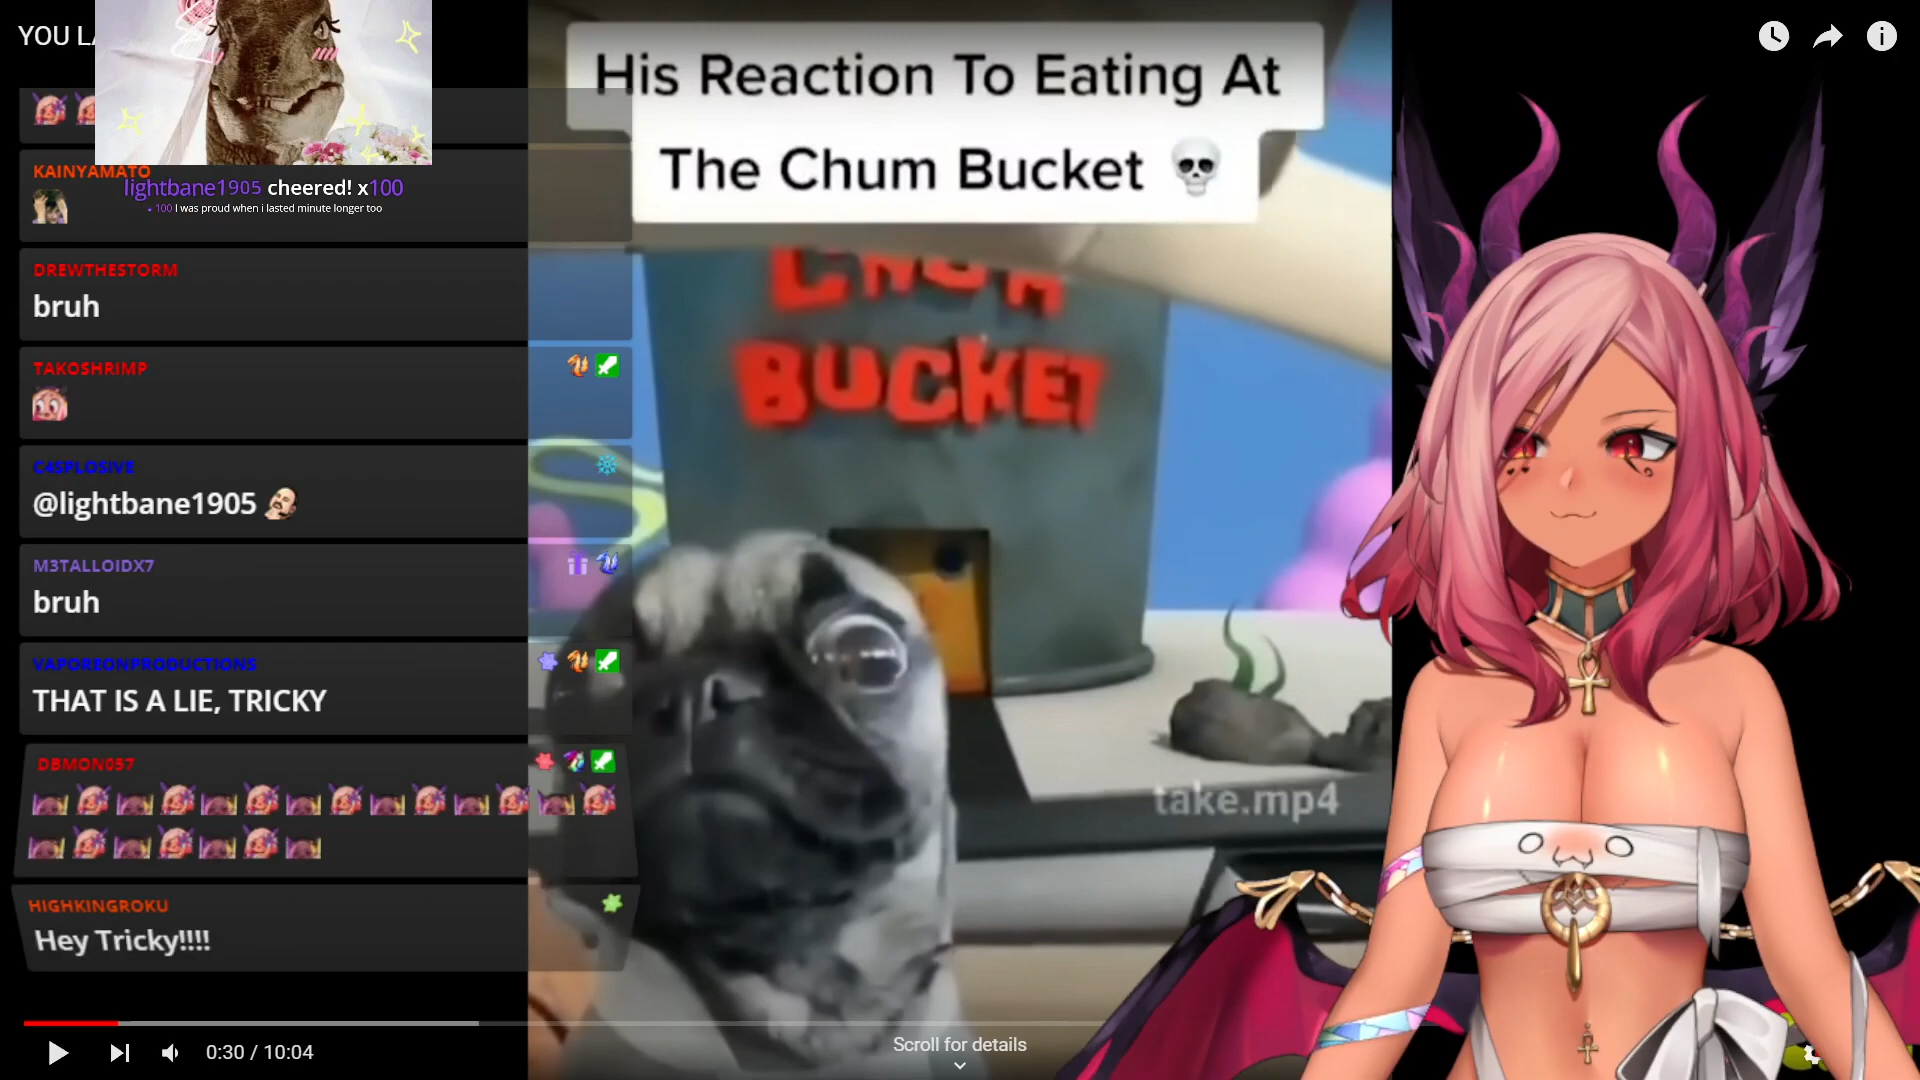 YOU LA
KAINYAMATO
lightbane1905 cheered! x100
100 I was proud when i lasted minute longer too
DREWTHESTORM
bruh
TAKOSHRIMP
C4SPLOSIVE
@lightbane1905
M3TALLOIDX7
bruh
VAPOREONPRODUCTIONS
THAT IS A LIE, TRICKY
DBMON057
HIGHKINGROKU
Hey Tricky!!!!
His Reaction To Eating At
The Chum Bucket 💀
CHUM
BUCKET
take.mp4
0:30 / 10:04
Scroll for details